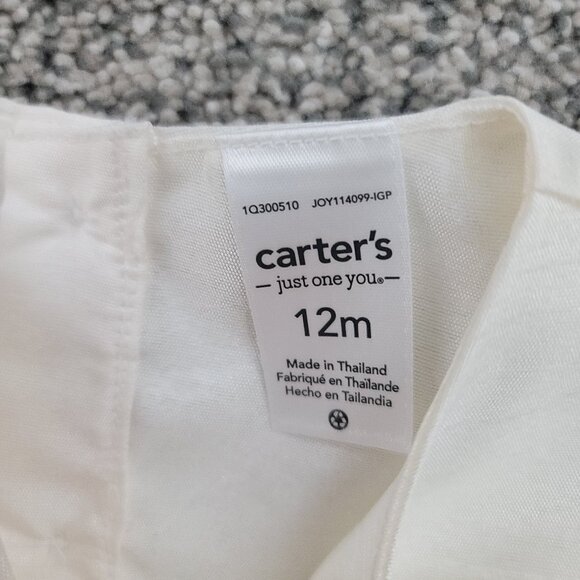 1Q300510 JOY114099-IGP
carter's
just one you®
12m
Made in Thailand
Fabriqué en Thaïlande
Hecho en Tailandia